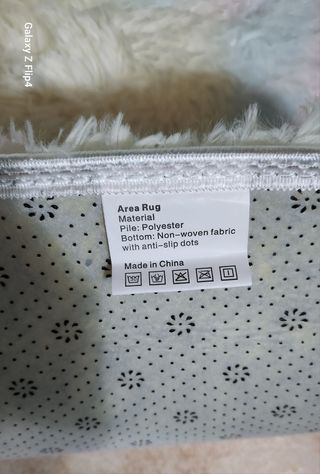 Galaxy Z Flip4
Area Rug
Material
Pile: Polyester
Bottom: Non-woven fabric
with anti-slip dots
Made in China